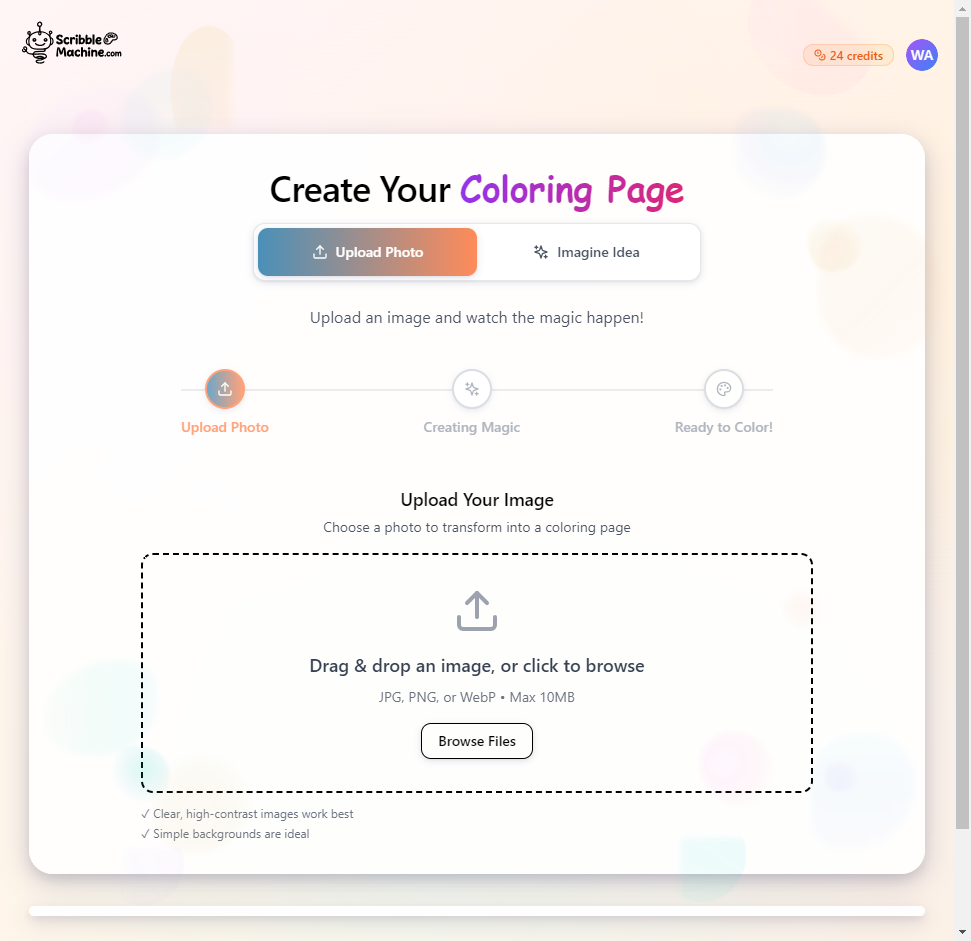 Scribble
Machine.com
24 credits
WA
Create Your Coloring Page
Upload Photo
Imagine Idea
Upload an image and watch the magic happen!
Upload Photo
Creating Magic
Ready to Color!
Upload Your Image
Choose a photo to transform into a coloring page
Drag & drop an image, or click to browse
JPG, PNG, or WebP • Max 10MB
Browse Files
✓ Clear, high-contrast images work best
✓ Simple backgrounds are ideal